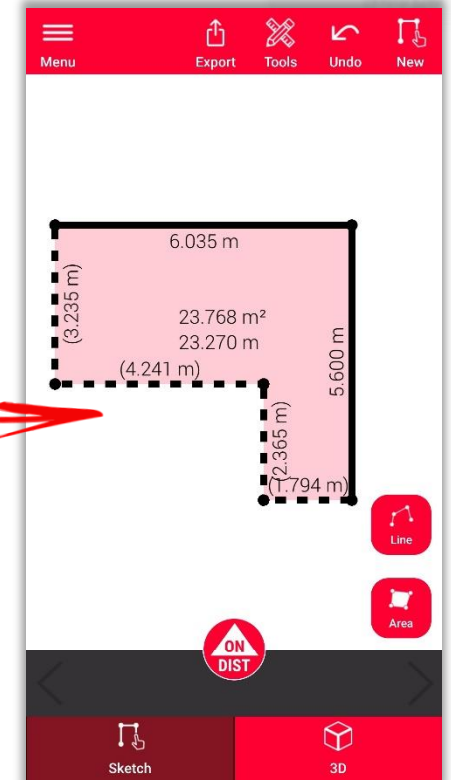 Menu
Export
Tools
Undo
New
6.035 m
(3.235 m)
23.768 m²
23.270 m
5.600 m
(4.241 m)
(2.365 m)
(1.794 m)
Line
Area
ON
DIST
Sketch
3D